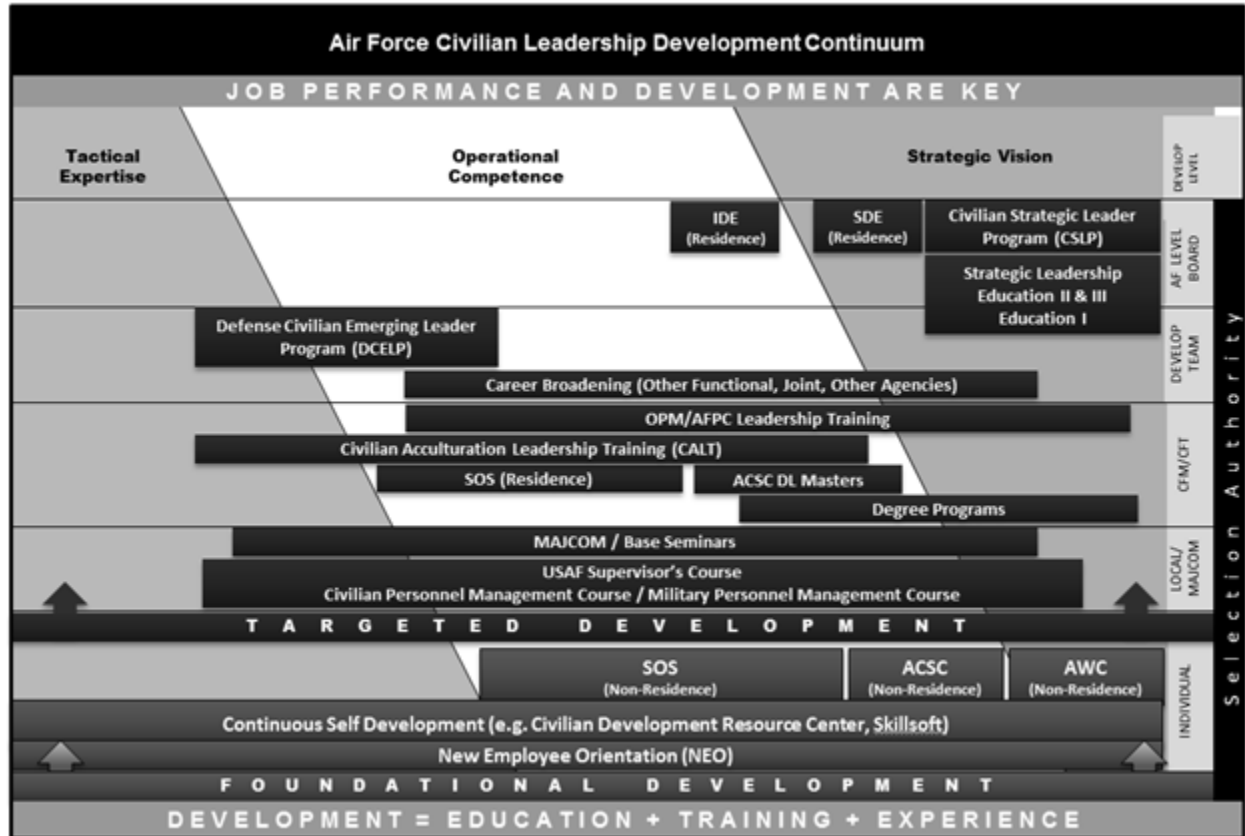 Air Force Civilian Leadership Development Continuum
JOB PERFORMANCE AND DEVELOPMENT ARE KEY
Tactical
Expertise
Operational
Competence
Strategic Vision
DEVELOP
LEVEL
IDE
(Residence)
SDE
(Residence)
Civilian Strategic Leader
Program (CSLP)
Strategic Leadership
Education II & III
Education I
AF LEVEL
BOARD
Defense Civilian Emerging Leader
Program (DCELP)
Career Broadening (Other Functional, Joint, Other Agencies)
DEVELOP
TEAM
OPM/AFPC Leadership Training
Civilian Acculturation Leadership Training (CALT)
SOS (Residence)
ACSC DL Masters
Degree Programs
CFM/CFT
MAJCOM / Base Seminars
USAF Supervisor's Course
Civilian Personnel Management Course / Military Personnel Management Course
LOCAL/
MAJCOM
TARGETED DEVELOPMENT
SOS
(Non-Residence)
ACSC
(Non-Residence)
AWC
(Non-Residence)
Continuous Self Development (e.g. Civilian Development Resource Center, Skillsoft)
New Employee Orientation (NEO)
INDIVIDUAL
Selection Authority
FOUNDATIONAL DEVELOPMENT
DEVELOPMENT = EDUCATION + TRAINING + EXPERIENCE